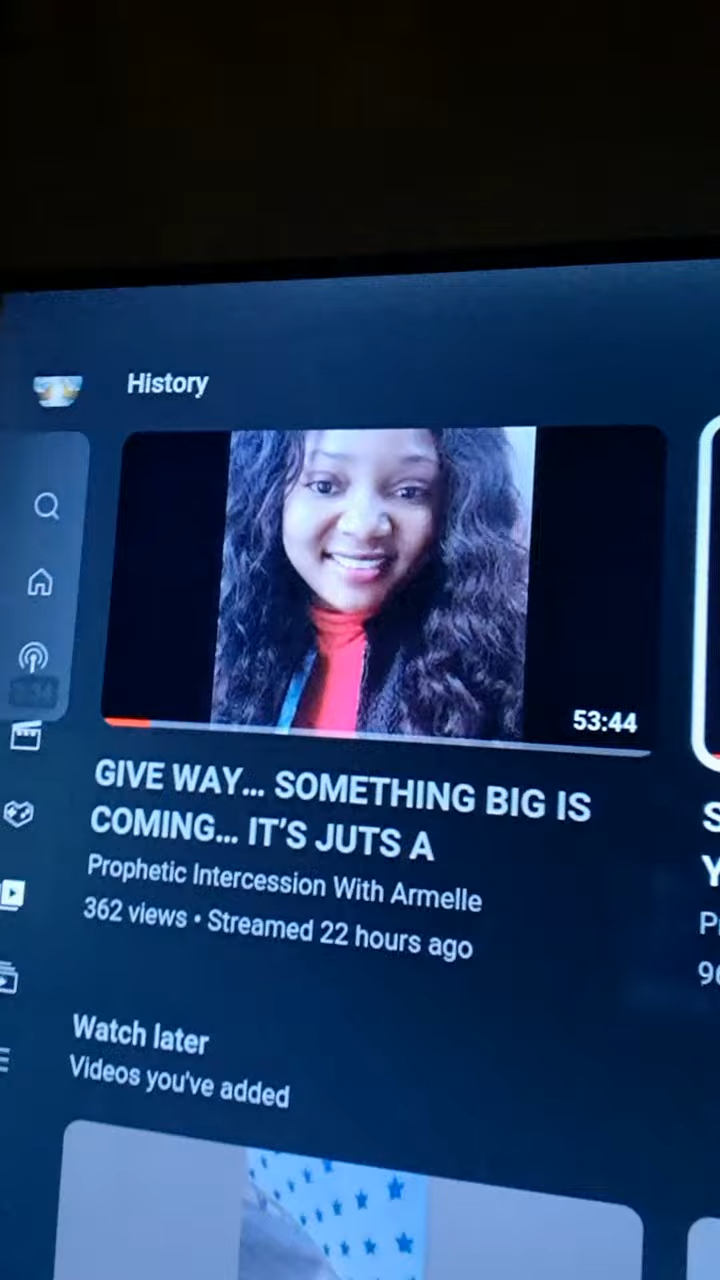 History
53:44
GIVE WAY... SOMETHING BIG IS
COMING... IT'S JUTS A
Prophetic Intercession With Armelle
362 views • Streamed 22 hours ago
Watch later
Videos you've added